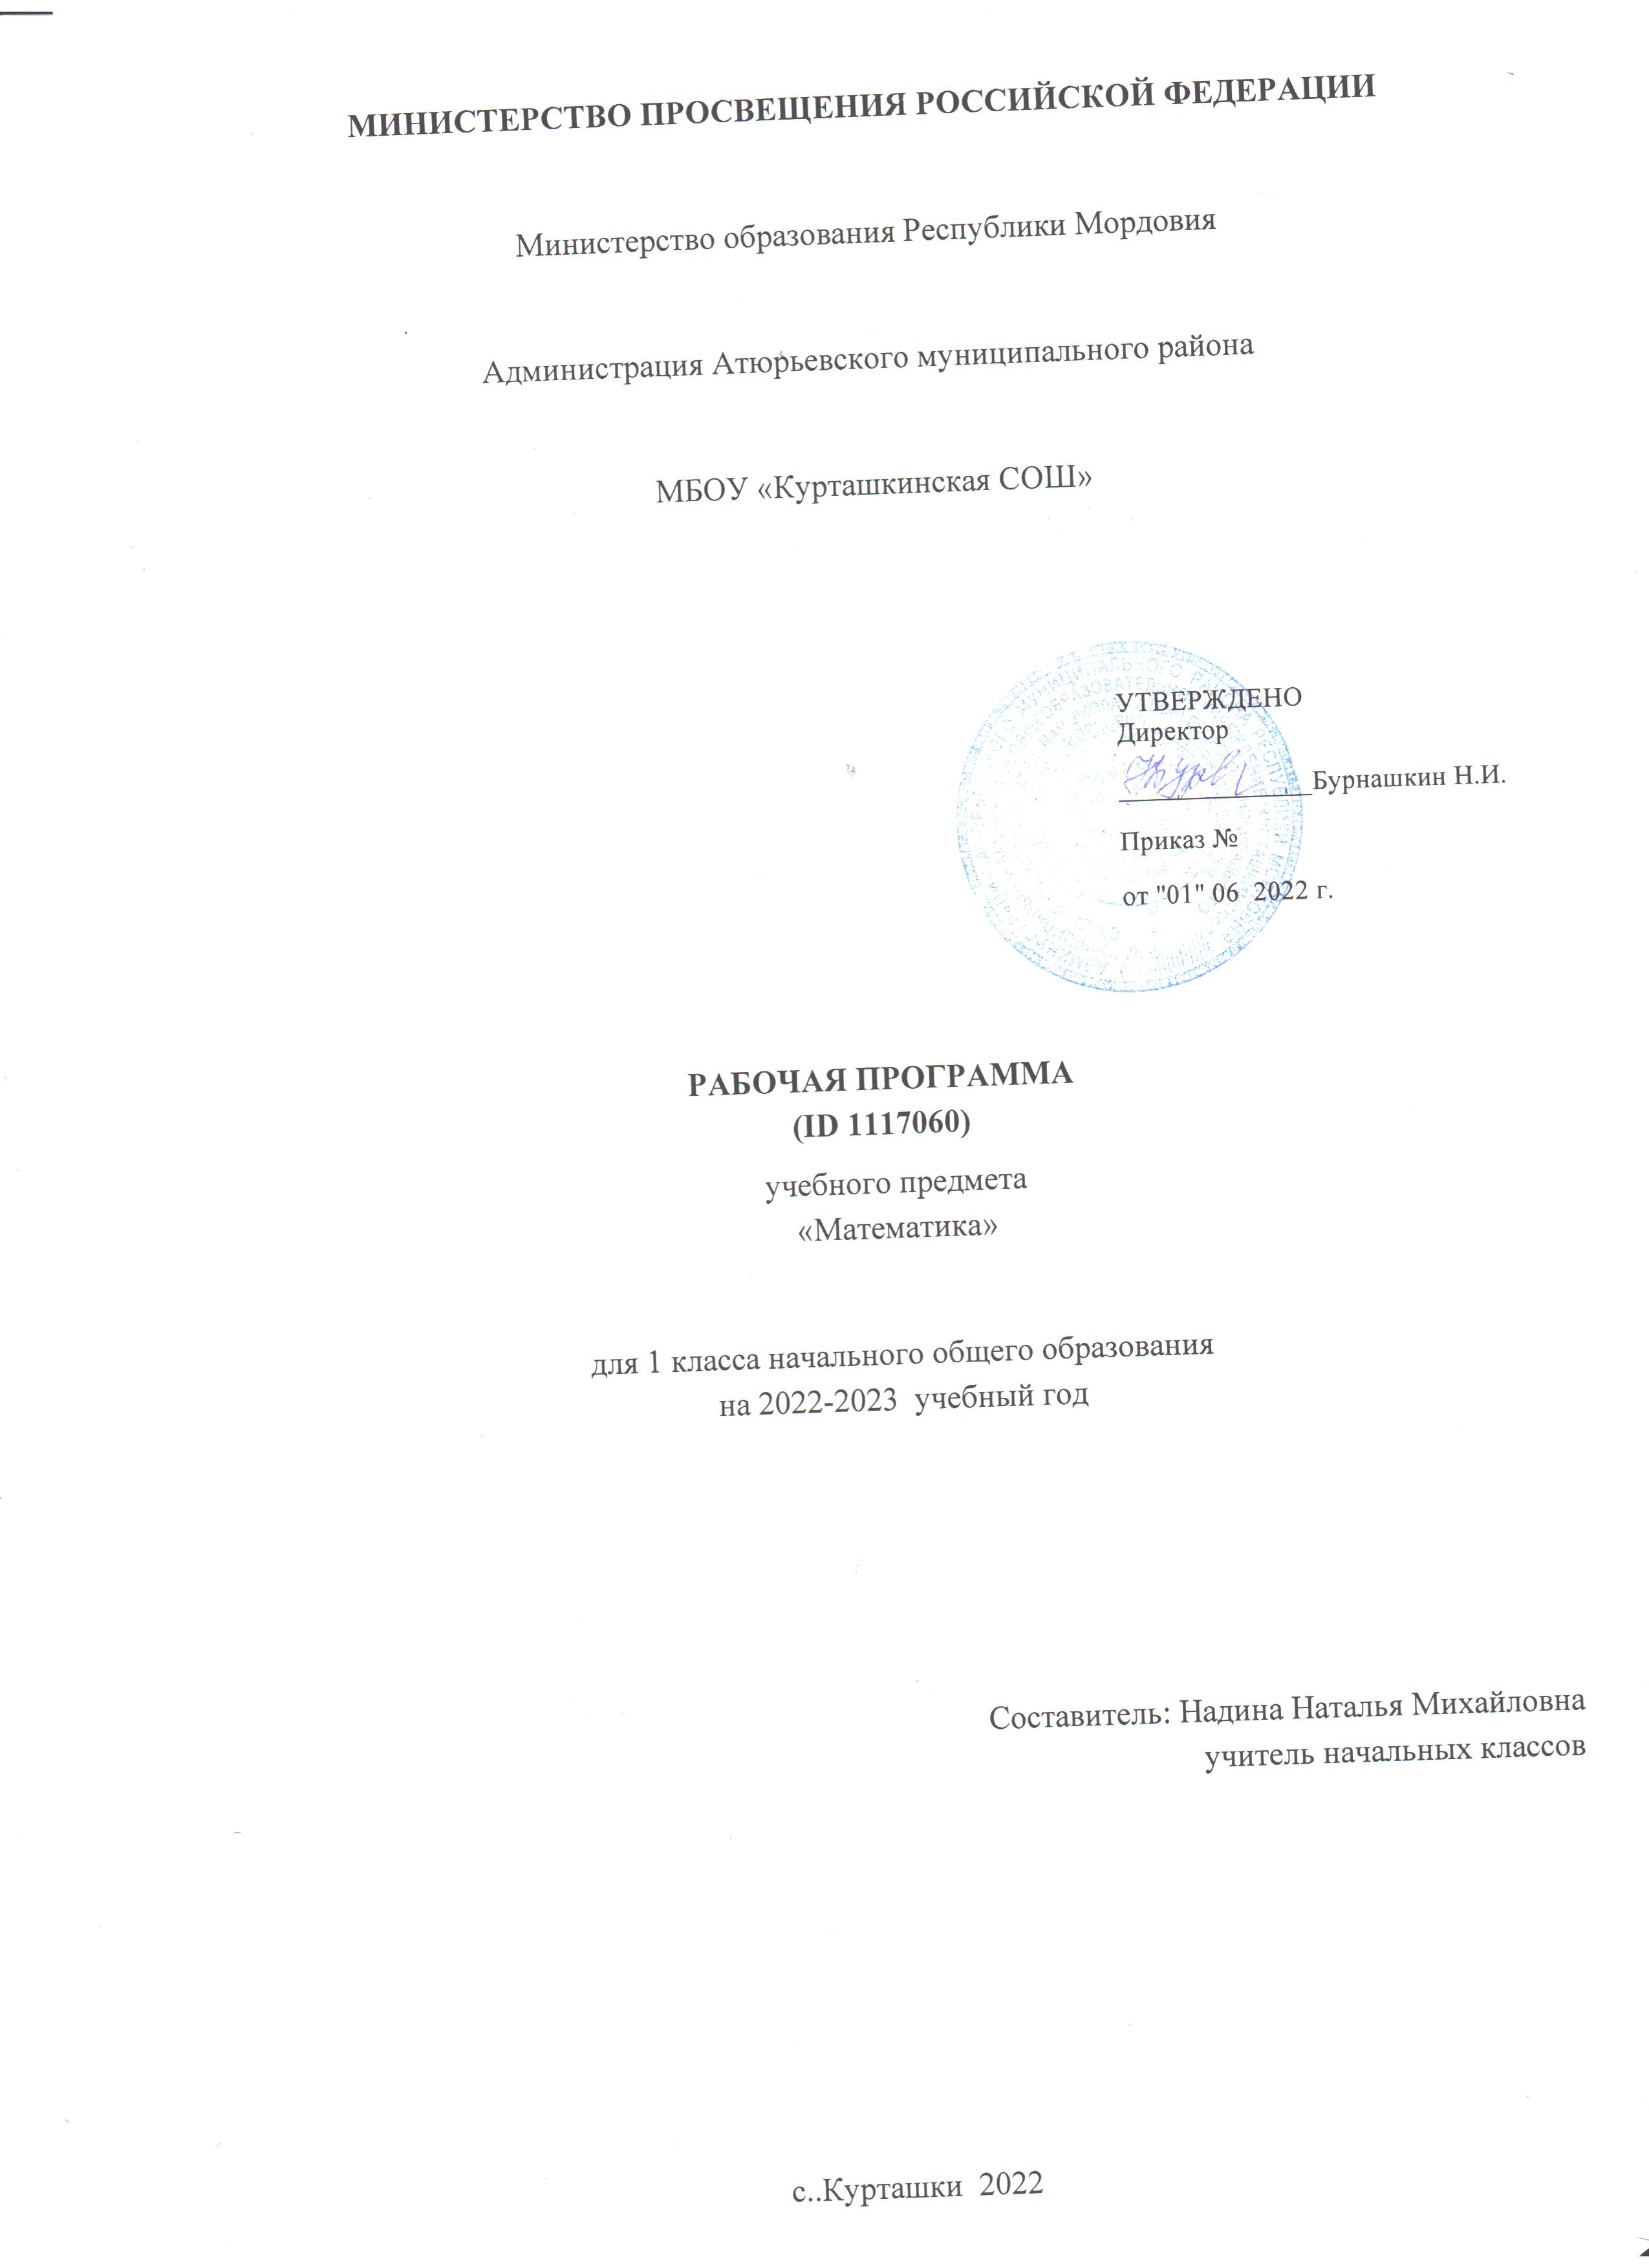 МИНИСТЕРСТВО ПРОСВЕЩЕНИЯ РОССИЙСКОЙ ФЕДЕРАЦИИ
Министерство образования Республики Мордовия
Администрация Атюрьевского муниципального района
МБОУ «Курташкинская СОШ»
УТВЕРЖДЕНО
Директор
Бурнашкин Н.И.
Приказ №
от "01" 06 2022 г.
РАБОЧАЯ ПРОГРАММА
(ID 1117060)
учебного предмета
«Математика»
для 1 класса начального общего образования
на 2022-2023 учебный год
Составитель: Надина Наталья Михайловна
учитель начальных классов
с..Курташки 2022